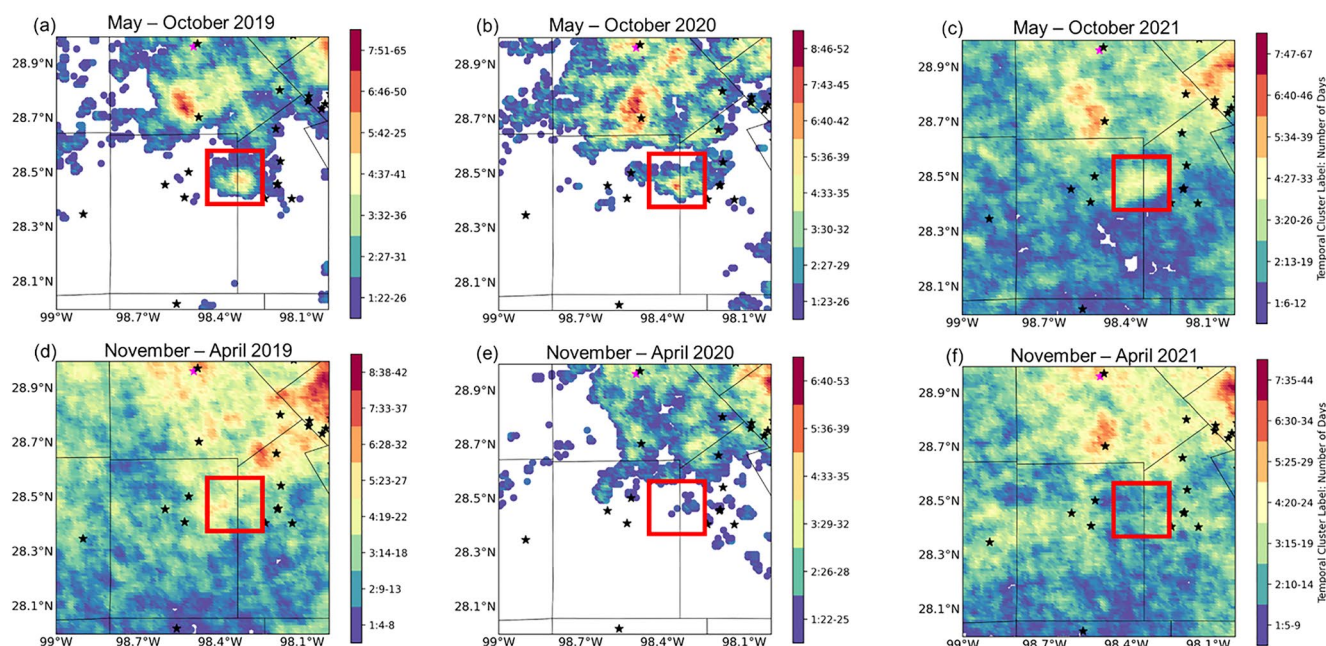 (a) May – October 2019
28.9°N
28.7°N
28.5°N
28.3°N
28.1°N
99°W 98.7°W 98.4°W 98.1°W
7:51-65
6:46-50
5:42-25
4:37-41
3:32-36
2:27-31
1:22-26
(b) May – October 2020
28.9°N
28.7°N
28.5°N
28.3°N
28.1°N
99°W 98.7°W 98.4°W 98.1°W
8:46-52
7:43-45
6:40-42
5:36-39
4:33-35
3:30-32
2:27-29
1:23-26
(c) May – October 2021
28.9°N
28.7°N
28.5°N
28.3°N
28.1°N
99°W 98.7°W 98.4°W 98.1°W
7:47-67
6:40-46
5:34-39
4:27-33
3:20-26
2:13-19
1:6-12
Temporal Cluster Label: Number of Days
(d) November – April 2019
28.9°N
28.7°N
28.5°N
28.3°N
28.1°N
99°W 98.7°W 98.4°W 98.1°W
8:38-42
7:33-37
6:28-32
5:23-27
4:19-22
3:14-18
2:9-13
1:4-8
(e) November – April 2020
28.9°N
28.7°N
28.5°N
28.3°N
28.1°N
99°W 98.7°W 98.4°W 98.1°W
6:40-53
5:36-39
4:33-35
3:29-32
2:26-28
1:22-25
(f) November – April 2021
28.9°N
28.7°N
28.5°N
28.3°N
28.1°N
99°W 98.7°W 98.4°W 98.1°W
7:35-44
6:30-34
5:25-29
4:20-24
3:15-19
2:10-14
1:5-9
Temporal Cluster Label: Number of Days